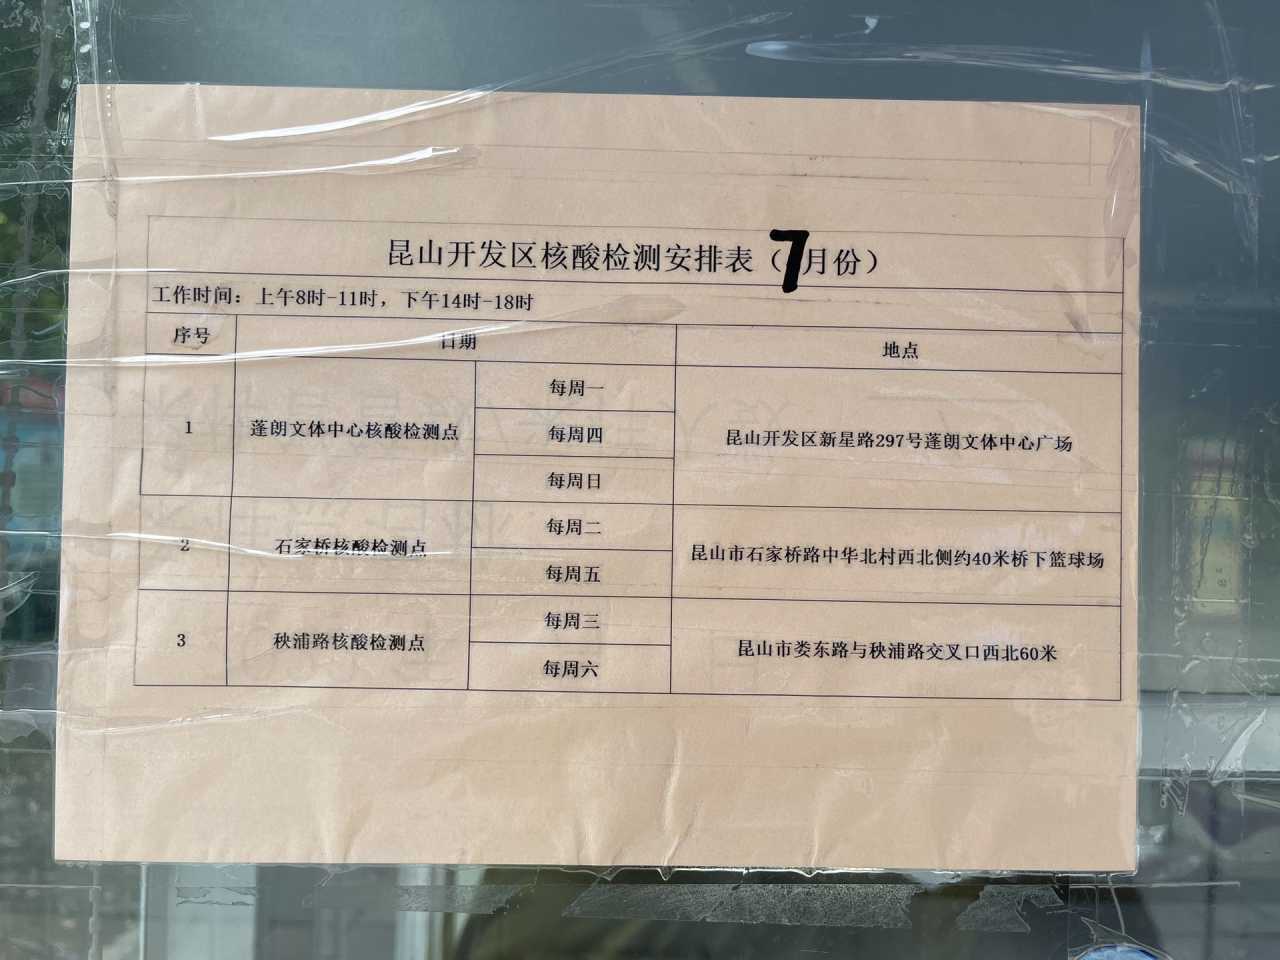 昆山开发区核酸检测安排表（7月份）
工作时间：上午8时-11时，下午14时-18时
序号 日期 地点
1 蓬朗文体中心核酸检测点 每周一 昆山开发区新星路297号蓬朗文体中心广场
每周四
每周日
2 石家桥核酸检测点 每周二 昆山市石家桥路中华北村西北侧约40米桥下篮球场
每周五
3 秧浦路核酸检测点 每周三 昆山市娄东路与秧浦路交叉口西北60米
每周六